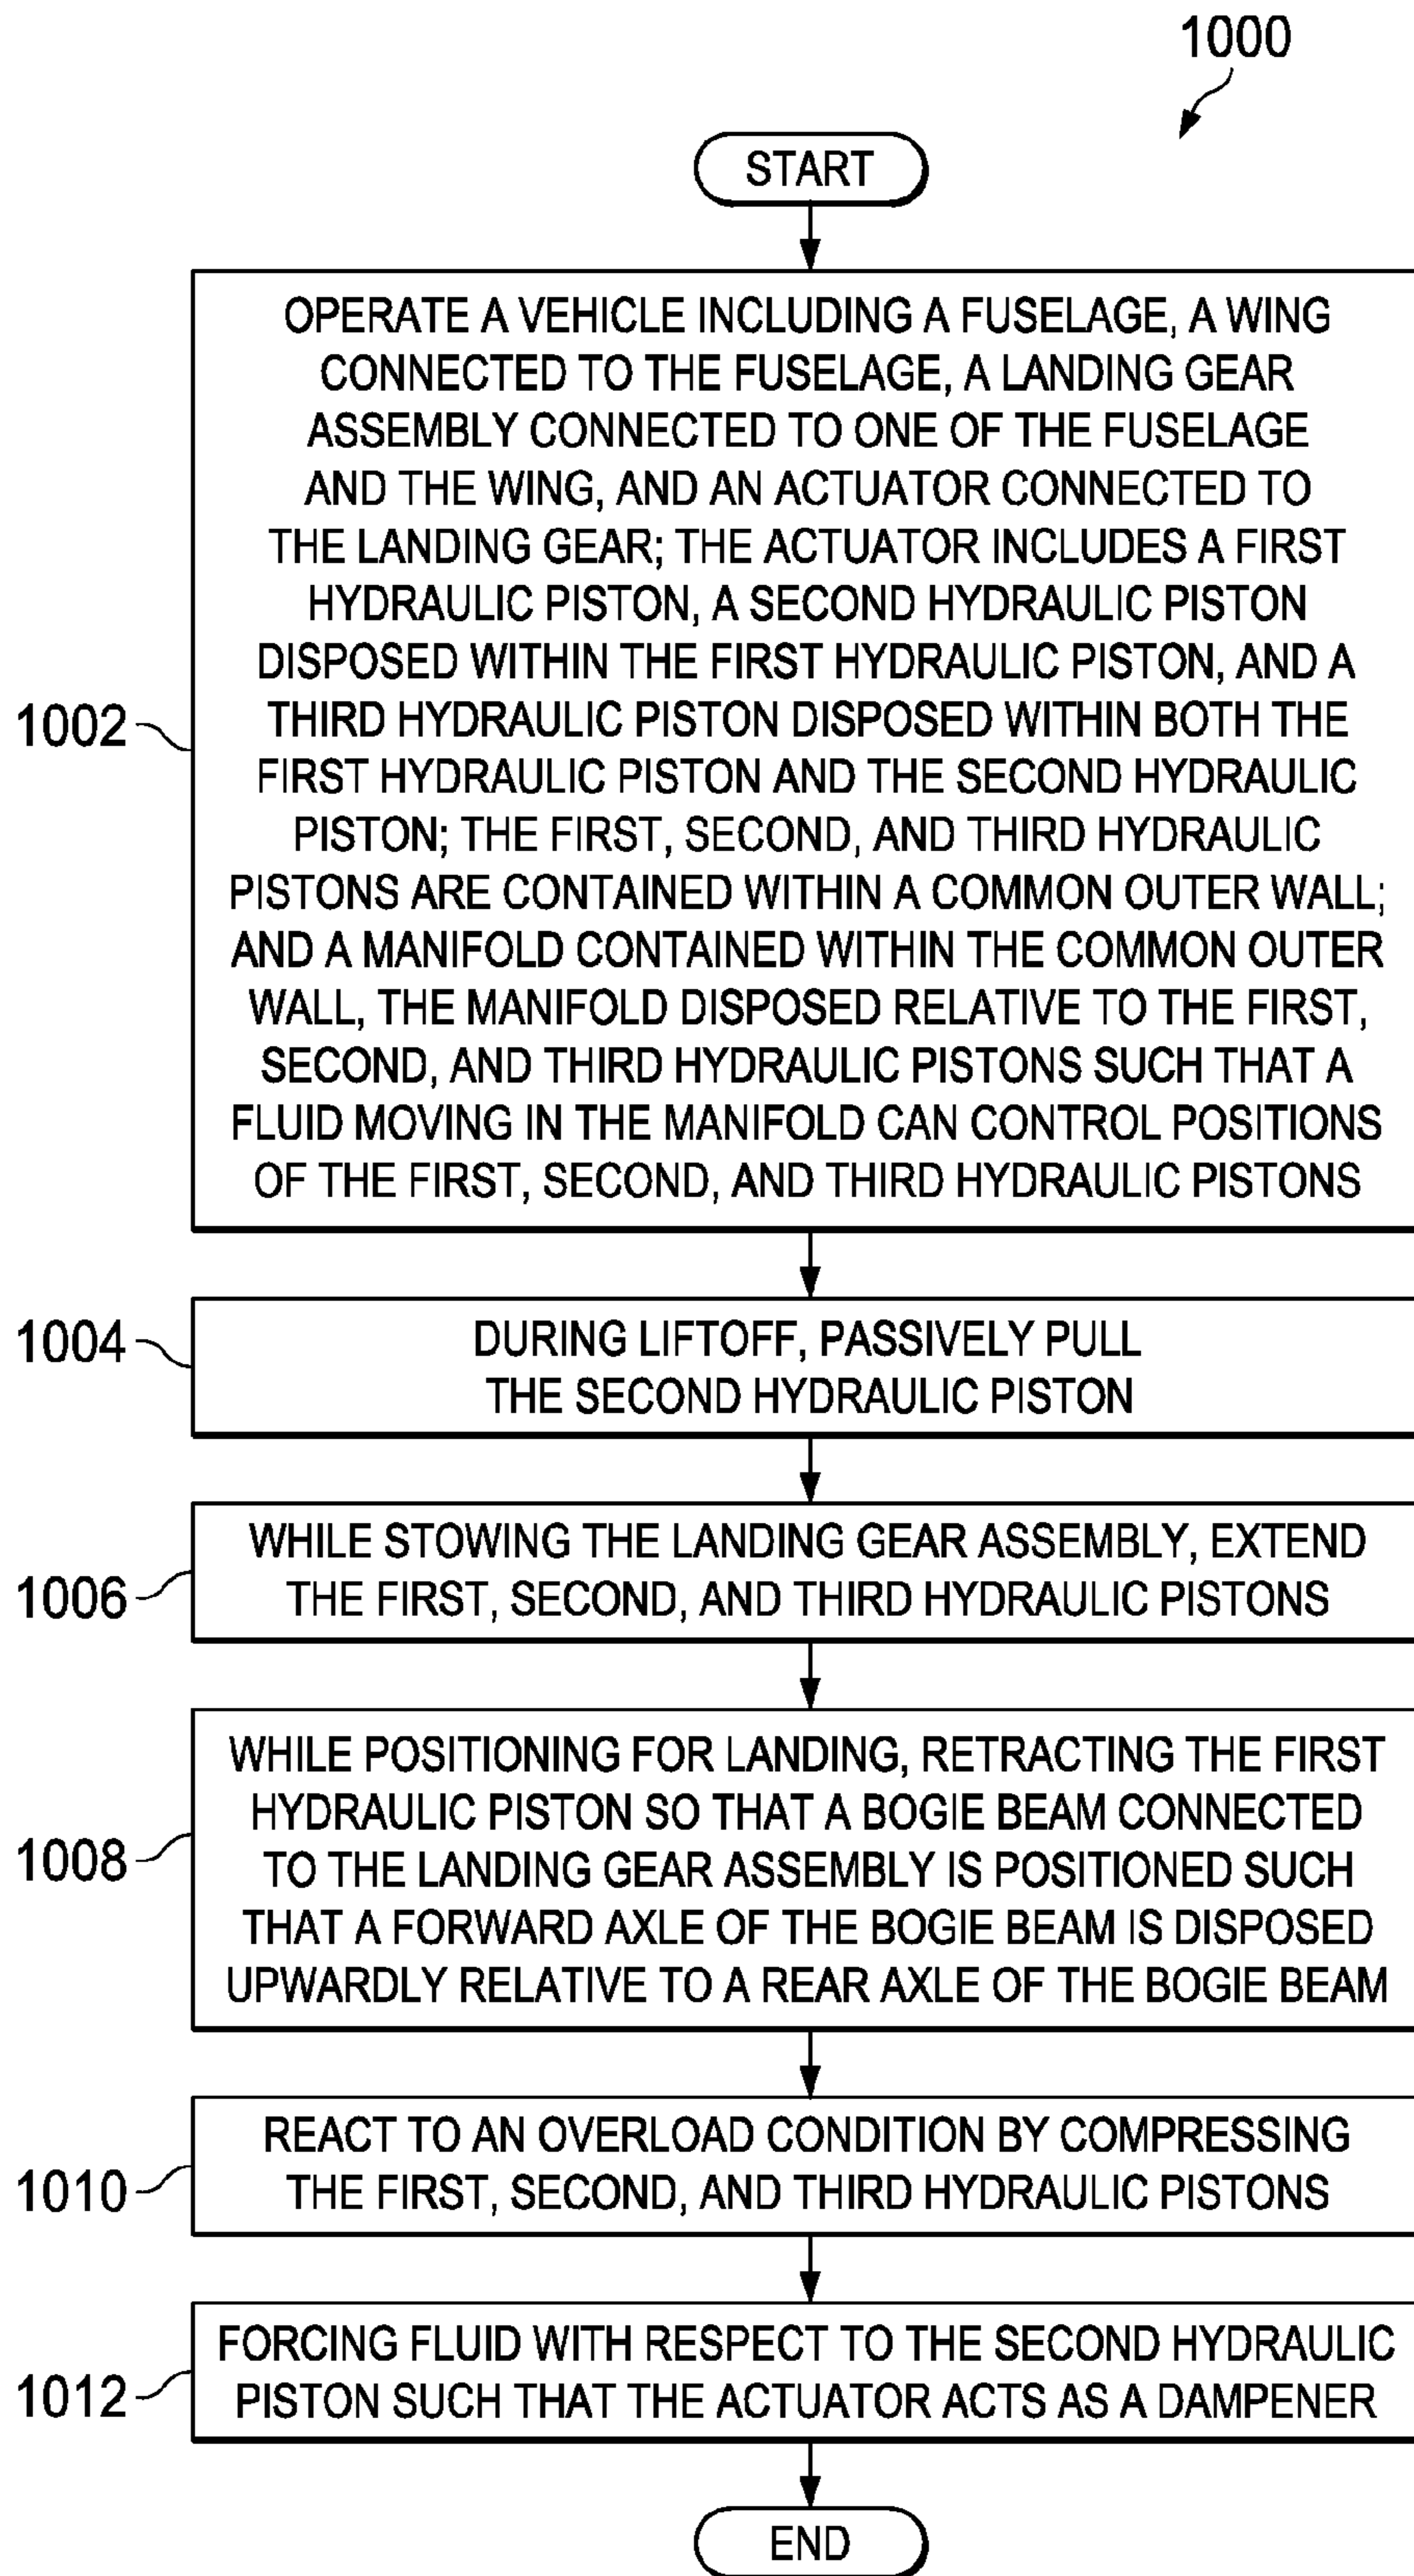 1000
START
OPERATE A VEHICLE INCLUDING A FUSELAGE, A WING
CONNECTED TO THE FUSELAGE, A LANDING GEAR
ASSEMBLY CONNECTED TO ONE OF THE FUSELAGE
AND THE WING, AND AN ACTUATOR CONNECTED TO
THE LANDING GEAR; THE ACTUATOR INCLUDES A FIRST
HYDRAULIC PISTON, A SECOND HYDRAULIC PISTON
DISPOSED WITHIN THE FIRST HYDRAULIC PISTON, AND A
THIRD HYDRAULIC PISTON DISPOSED WITHIN BOTH THE
FIRST HYDRAULIC PISTON AND THE SECOND HYDRAULIC
PISTON; THE FIRST, SECOND, AND THIRD HYDRAULIC
PISTONS ARE CONTAINED WITHIN A COMMON OUTER WALL;
AND A MANIFOLD CONTAINED WITHIN THE COMMON OUTER
WALL, THE MANIFOLD DISPOSED RELATIVE TO THE FIRST,
SECOND, AND THIRD HYDRAULIC PISTONS SUCH THAT A
FLUID MOVING IN THE MANIFOLD CAN CONTROL POSITIONS
OF THE FIRST, SECOND, AND THIRD HYDRAULIC PISTONS
1002
DURING LIFTOFF, PASSIVELY PULL
THE SECOND HYDRAULIC PISTON
1004
WHILE STOWING THE LANDING GEAR ASSEMBLY, EXTEND
THE FIRST, SECOND, AND THIRD HYDRAULIC PISTONS
1006
WHILE POSITIONING FOR LANDING, RETRACTING THE FIRST
HYDRAULIC PISTON SO THAT A BOGIE BEAM CONNECTED
TO THE LANDING GEAR ASSEMBLY IS POSITIONED SUCH
THAT A FORWARD AXLE OF THE BOGIE BEAM IS DISPOSED
UPWARDLY RELATIVE TO A REAR AXLE OF THE BOGIE BEAM
1008
REACT TO AN OVERLOAD CONDITION BY COMPRESSING
THE FIRST, SECOND, AND THIRD HYDRAULIC PISTONS
1010
FORCING FLUID WITH RESPECT TO THE SECOND HYDRAULIC
PISTON SUCH THAT THE ACTUATOR ACTS AS A DAMPENER
1012
END